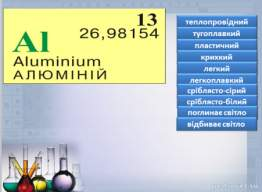 13
26,98154
Al
Aluminium
АЛЮМІНІЙ
теплопровідний
тугоплавкий
пластичний
крихкий
легкий
легкоплавкий
сріблясто-сірий
сріблясто-білий
поглинає світло
відбиває світло